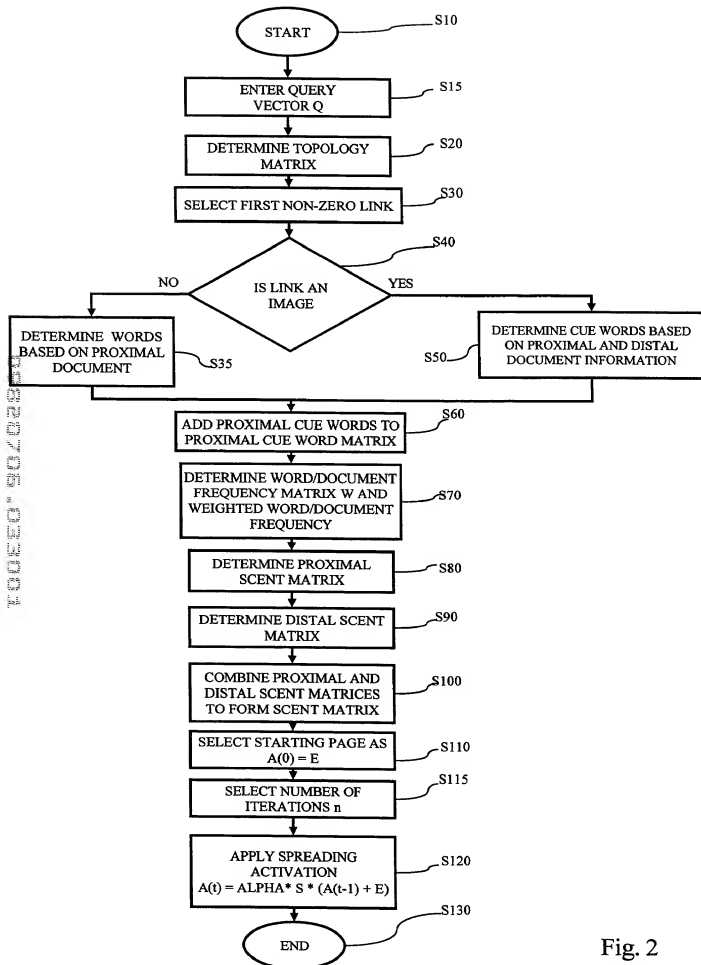 START
S10
ENTER QUERY
VECTOR Q
S15
DETERMINE TOPOLOGY
MATRIX
S20
SELECT FIRST NON-ZERO LINK
S30
S40
NO
YES
IS LINK AN
IMAGE
DETERMINE WORDS
BASED ON PROXIMAL
DOCUMENT
S35
DETERMINE CUE WORDS BASED
ON PROXIMAL AND DISTAL
DOCUMENT INFORMATION
S50
ADD PROXIMAL CUE WORDS TO
PROXIMAL CUE WORD MATRIX
S60
DETERMINE WORD/DOCUMENT
FREQUENCY MATRIX W AND
WEIGHTED WORD/DOCUMENT
FREQUENCY
S70
DETERMINE PROXIMAL
SCENT MATRIX
S80
DETERMINE DISTAL SCENT
MATRIX
S90
COMBINE PROXIMAL AND
DISTAL SCENT MATRICES
TO FORM SCENT MATRIX
S100
SELECT STARTING PAGE AS
A(0) = E
S110
SELECT NUMBER OF
ITERATIONS n
S115
APPLY SPREADING
ACTIVATION
A(t) = ALPHA* S * (A(t-1) + E)
S120
END
S130
Fig. 2